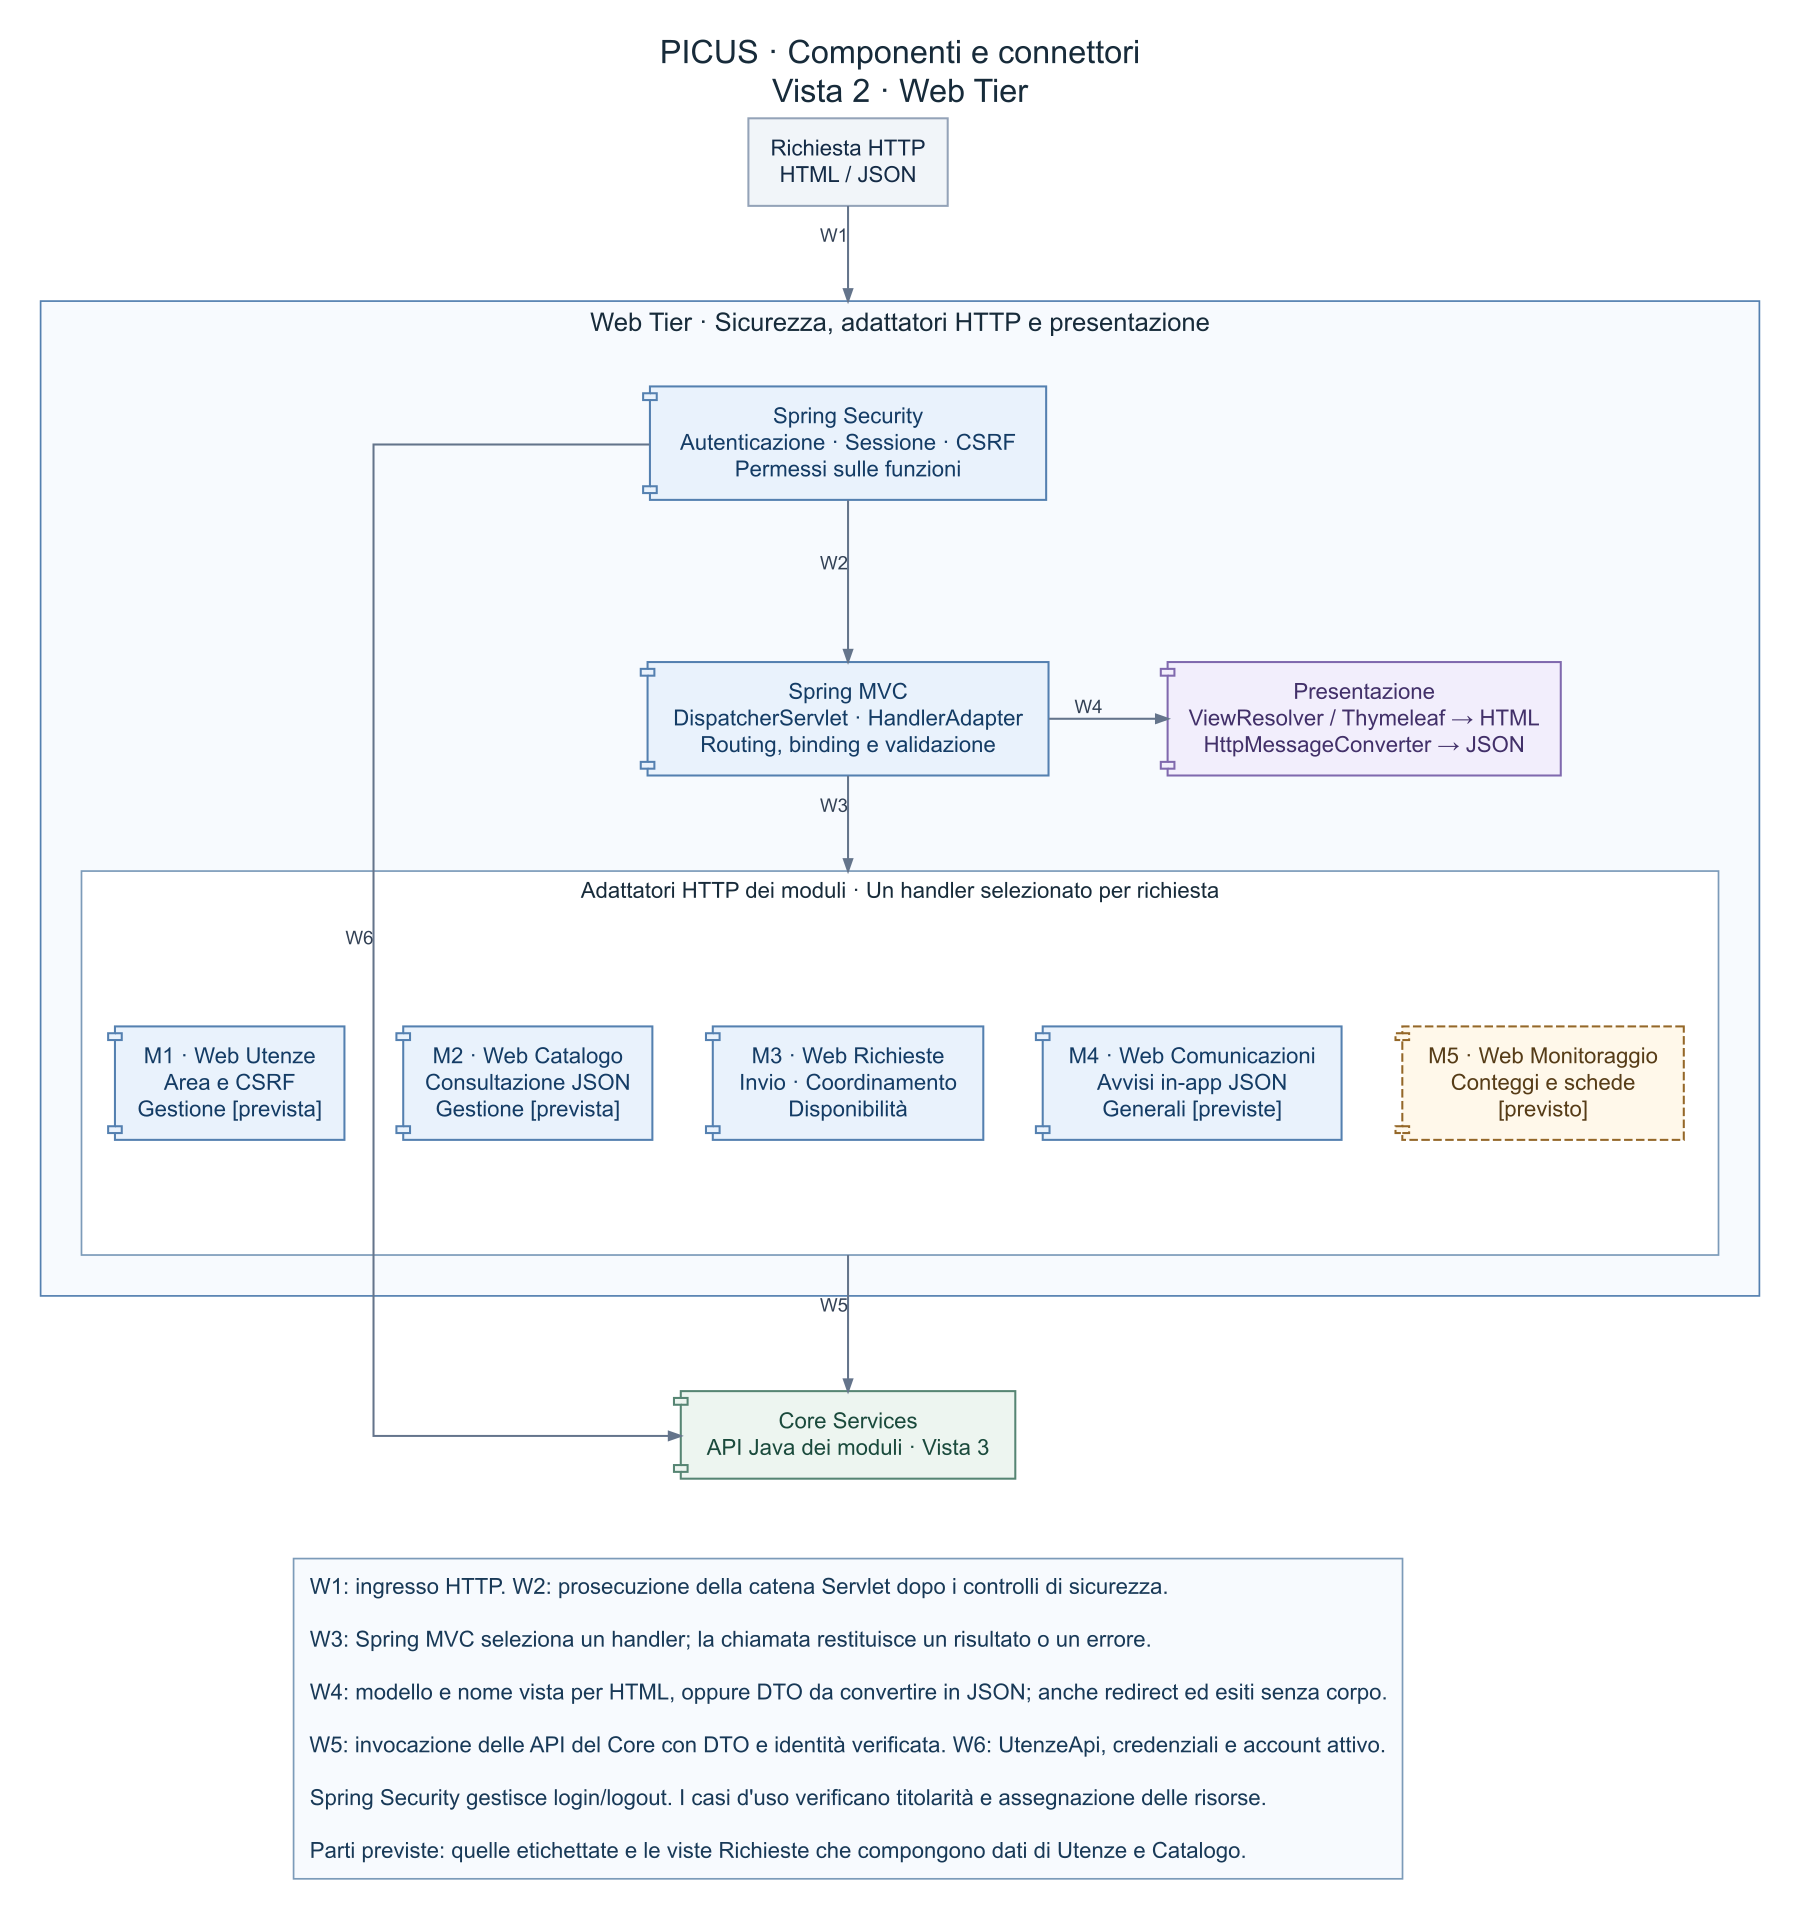 PICUS · Componenti e connettori
Vista 2 · Web Tier
Richiesta HTTP
HTML / JSON
W1
Web Tier · Sicurezza, adattatori HTTP e presentazione
Spring Security
Autenticazione · Sessione · CSRF
Permessi sulle funzioni
W2
Spring MVC
DispatcherServlet · HandlerAdapter
Routing, binding e validazione
W4
Presentazione
ViewResolver / Thymeleaf → HTML
HttpMessageConverter → JSON
W3
Adattatori HTTP dei moduli · Un handler selezionato per richiesta
W6
M1 · Web Utenze
Area e CSRF
Gestione [prevista]
M2 · Web Catalogo
Consultazione JSON
Gestione [prevista]
M3 · Web Richieste
Invio · Coordinamento
Disponibilità
M4 · Web Comunicazioni
Avvisi in-app JSON
Generali [previste]
M5 · Web Monitoraggio
Conteggi e schede
[previsto]
W5
Core Services
API Java dei moduli · Vista 3
W1: ingresso HTTP. W2: prosecuzione della catena Servlet dopo i controlli di sicurezza.
W3: Spring MVC seleziona un handler; la chiamata restituisce un risultato o un errore.
W4: modello e nome vista per HTML, oppure DTO da convertire in JSON; anche redirect ed esiti senza corpo.
W5: invocazione delle API del Core con DTO e identità verificata. W6: UtenzeApi, credenziali e account attivo.
Spring Security gestisce login/logout. I casi d'uso verificano titolarità e assegnazione delle risorse.
Parti previste: quelle etichettate e le viste Richieste che compongono dati di Utenze e Catalogo.